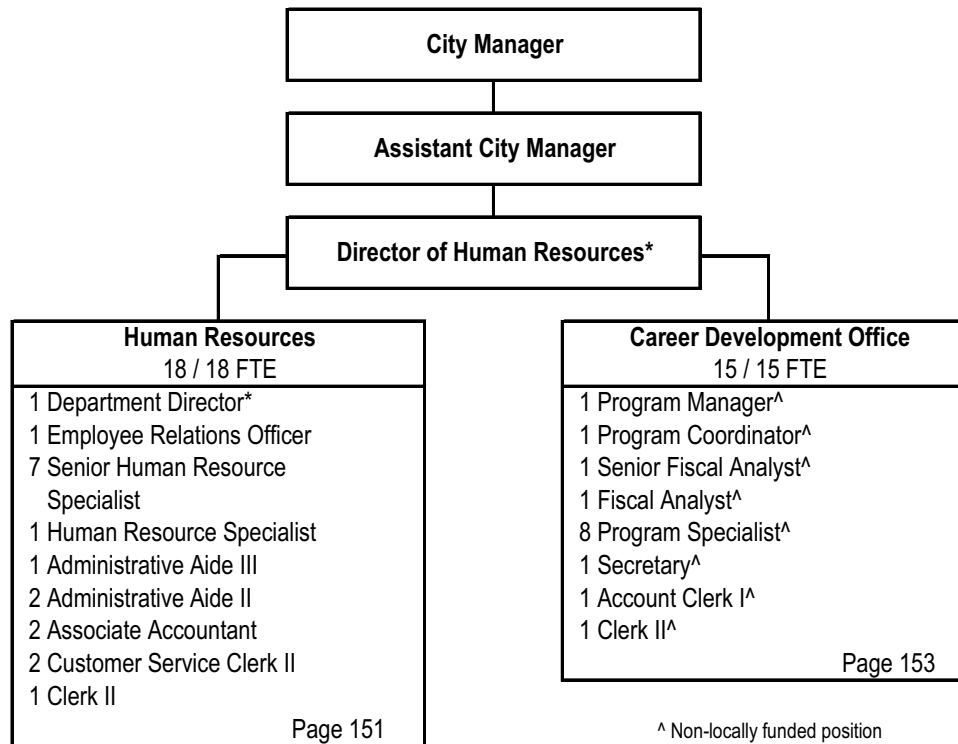 City Manager
Assistant City Manager
Director of Human Resources*
Human Resources
18 / 18 FTE
1 Department Director*
1 Employee Relations Officer
7 Senior Human Resource
Specialist
1 Human Resource Specialist
1 Administrative Aide III
2 Administrative Aide II
2 Associate Accountant
2 Customer Service Clerk II
1 Clerk II
Page 151
Career Development Office
15 / 15 FTE
1 Program Manager^
1 Program Coordinator^
1 Senior Fiscal Analyst^
1 Fiscal Analyst^
8 Program Specialist^
1 Secretary^
1 Account Clerk I^
1 Clerk II^
Page 153
^ Non-locally funded position